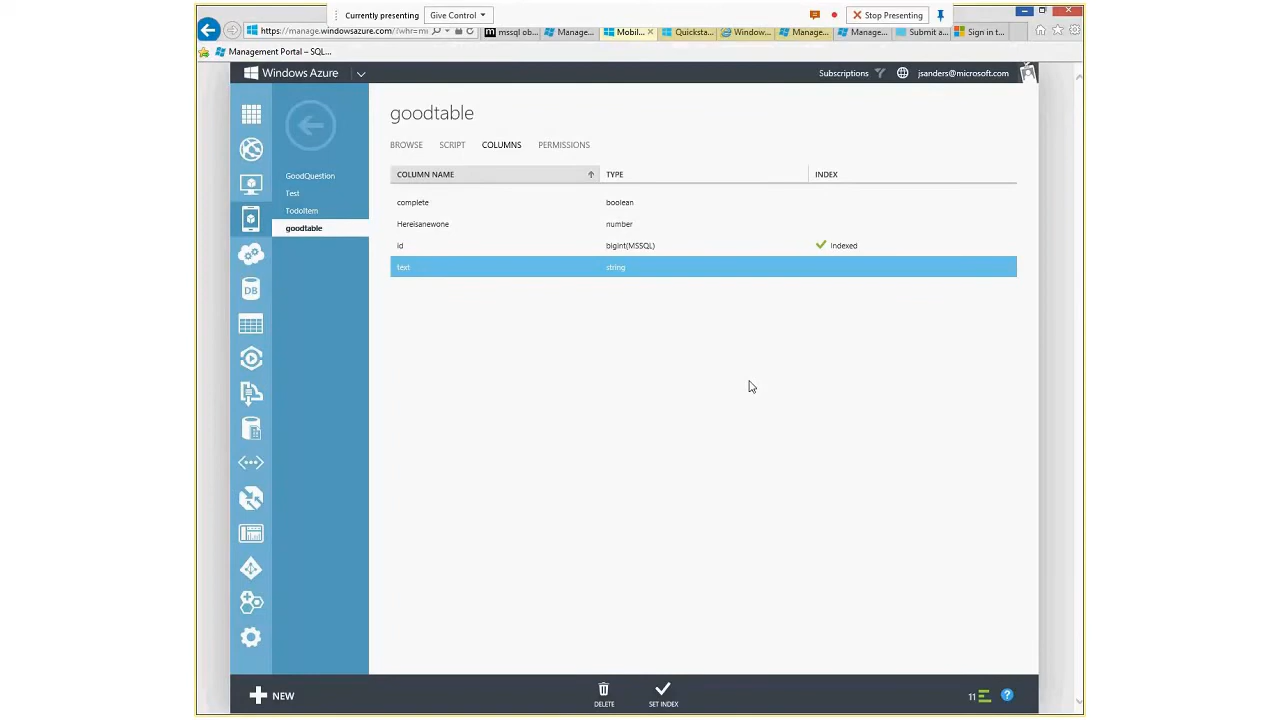 Currently presenting
Give Control
Stop Presenting
https://manage.windowsazure.com/?whr=mi
mssql ob...
Manage...
Mobil...
Quicksta...
Window...
Manage...
Manage...
Submit a...
Sign in t...
Management Portal – SQL...
Windows Azure
Subscriptions
jsanders@microsoft.com
goodtable
BROWSE
SCRIPT
COLUMNS
PERMISSIONS
GoodQuestion
Test
TodoItem
goodtable
COLUMN NAME
TYPE
INDEX
complete
boolean
Hereisanewone
number
id
bigint(MSSQL)
Indexed
text
string
DB
NEW
DELETE
SET INDEX
11
?